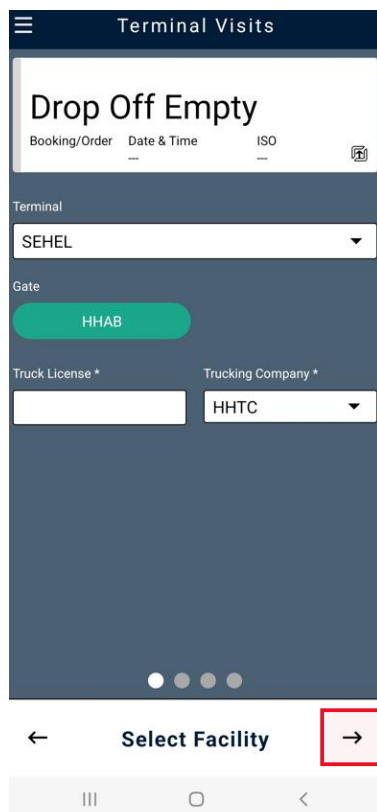 Terminal Visits
Drop Off Empty
Booking/Order Date & Time ISO
--- ---
Terminal
SEHEL
Gate
HHAB
Truck License * Trucking Company *
HHTC
Select Facility